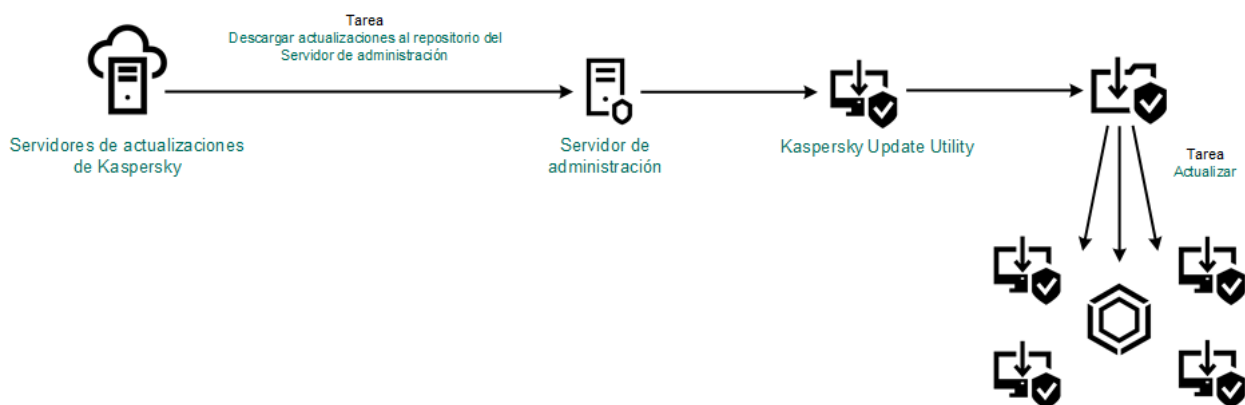 Tarea
Descargar actualizaciones al repositorio del
Servidor de administración
Servidores de actualizaciones
de Kaspersky
Servidor de
administración
Kaspersky Update Utility
Tarea
Actualizar